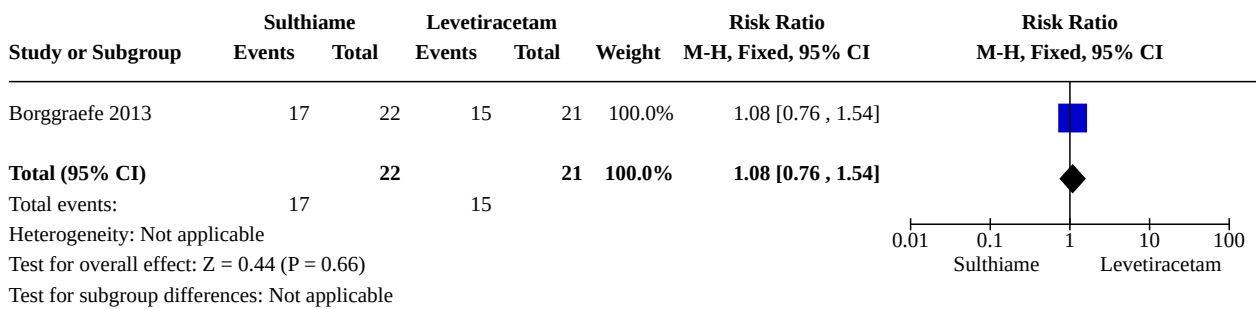 Sulthiame Levetiracetam Risk Ratio Risk Ratio
Study or Subgroup Events Total Events Total Weight M-H, Fixed, 95% CI M-H, Fixed, 95% CI
Borggraefe 2013 17 22 15 21 100.0% 1.08 [0.76 , 1.54]
Total (95% CI) 22 21 100.0% 1.08 [0.76 , 1.54]
Total events: 17 15
Heterogeneity: Not applicable
0.01 0.1 1 10 100
Test for overall effect: Z = 0.44 (P = 0.66)
Sulthiame Levetiracetam
Test for subgroup differences: Not applicable